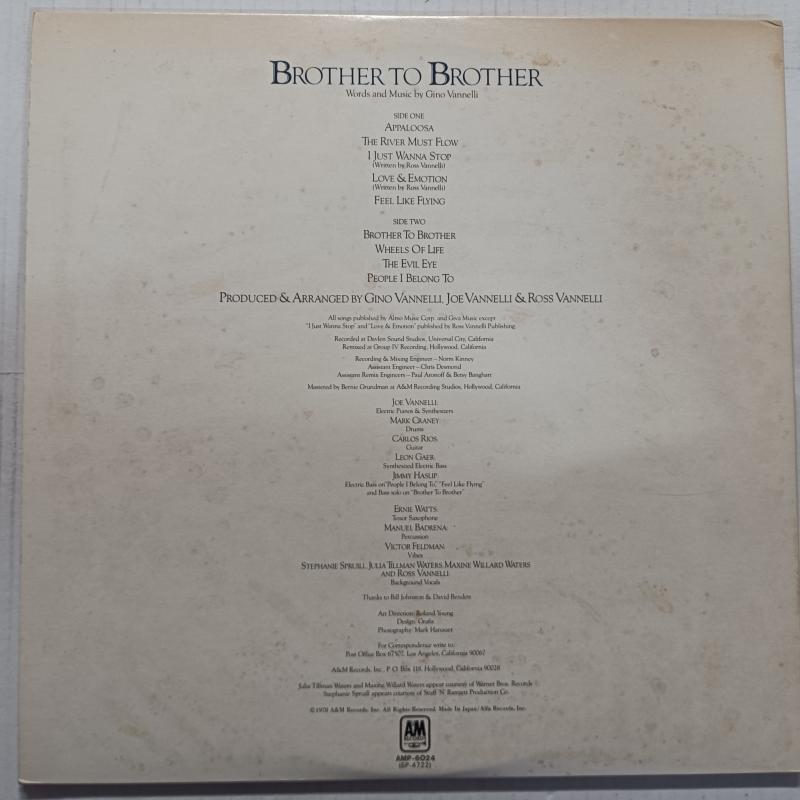 BROTHER TO BROTHER
Words and Music by Gino Vannelli
SIDE ONE
APPALOOSA
THE RIVER MUST FLOW
I JUST WANNA STOP
(Written by Ross Vannelli)
LOVE & EMOTION
(Written by Ross Vannelli)
FEEL LIKE FLYING
SIDE TWO
BROTHER TO BROTHER
WHEELS OF LIFE
THE EVIL EYE
PEOPLE I BELONG TO
PRODUCED & ARRANGED BY GINO VANNELLI, JOE VANNELLI & ROSS VANNELLI
All songs published by Almo Music Corp. and Giva Music except
"I Just Wanna Stop" and "Love & Emotion" published by Ross Vannelli Publishing.
Recorded at Davlen Sound Studios, Universal City, California
Remixed at Group IV Recording, Hollywood, California
Recording & Mixing Engineer – Norm Kinney
Assistant Engineer – Chris Desmond
Assistant Remix Engineers – Paul Aronoff & Betsy Banghart
Mastered by Bernie Grundman at A&M Recording Studios, Hollywood, California
JOE VANNELLI:
Electric Pianos & Synthesizers
MARK CRANEY:
Drums
CARLOS RIOS:
Guitar
LEON GAER:
Synthesized Electric Bass
JIMMY HASLIP:
Electric Bass on "People I Belong To," "Feel Like Flying"
and Bass solo on "Brother To Brother"
ERNIE WATTS:
Tenor Saxophone
MANUEL BADRENA:
Percussion
VICTOR FELDMAN:
Vibes
STEPHANIE SPRUILL, JULIA TILLMAN WATERS, MAXINE WILLARD WATERS
AND ROSS VANNELLI:
Background Vocals
Thanks to Bill Johnston & David Benders
Art Direction: Roland Young
Design: Grafis
Photography: Mark Hanauer
For Correspondence write to:
Post Office Box 67507, Los Angeles, California 90067
A&M Records, Inc., P. O. Box 118, Hollywood, California 90028
Julia Tillman Waters and Maxine Willard Waters appear courtesy of Warner Bros. Records
Stephanie Spruill appears courtesy of Stuff 'N' Rampett Production Co.
©1978 A&M Records, Inc. All Rights Reserved. Made In Japan/Alfa Records, Inc.
AM
RECORDS
AMP-6024
(SP-4722)